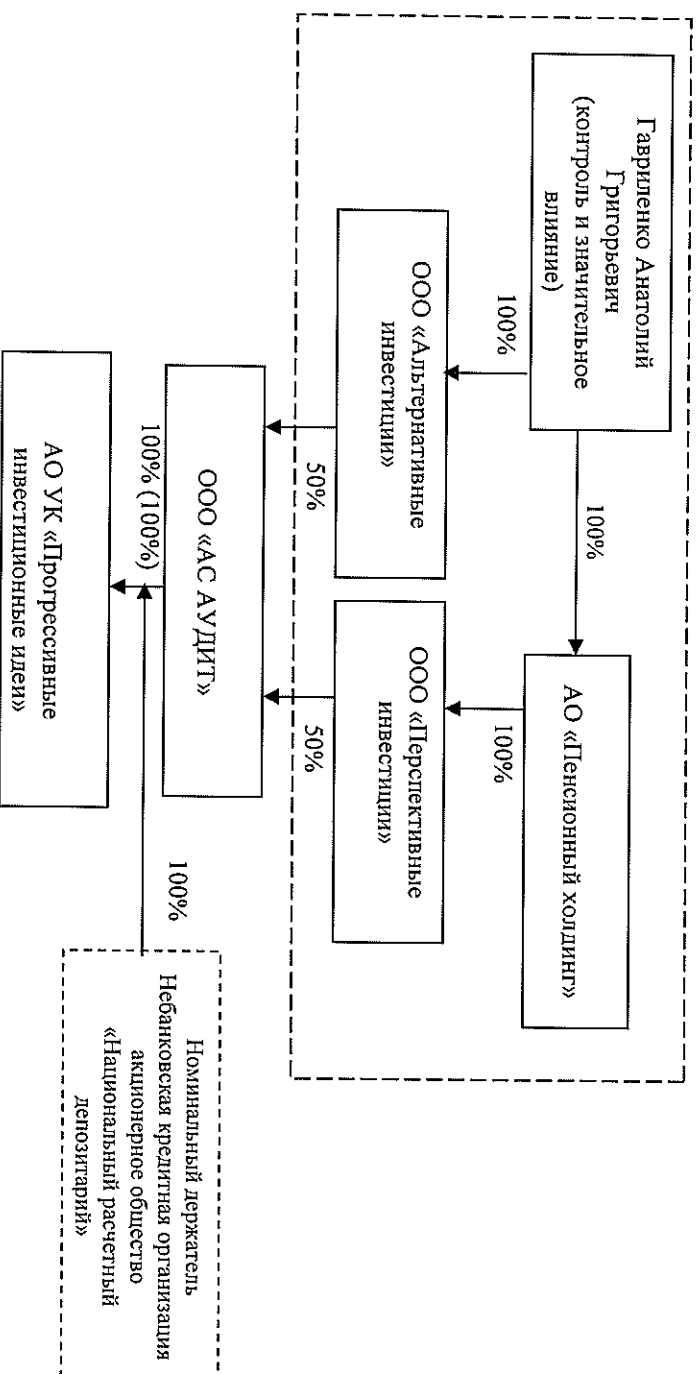 Гавриленко Анатолий
Григорьевич
(контроль и значительное
влияние)
100%
АО «Пенсионный холдинг»
100%
100%
ООО «Альтернативные
инвестиции»
ООО «Перспективные
инвестиции»
50%
50%
ООО «АС АУДИТ»
100% (100%)
100%
Номинальный держатель
Небанковская кредитная организация
акционерное общество
«Национальный расчетный
депозитарий»
АО УК «Прогрессивные
инвестиционные идеи»